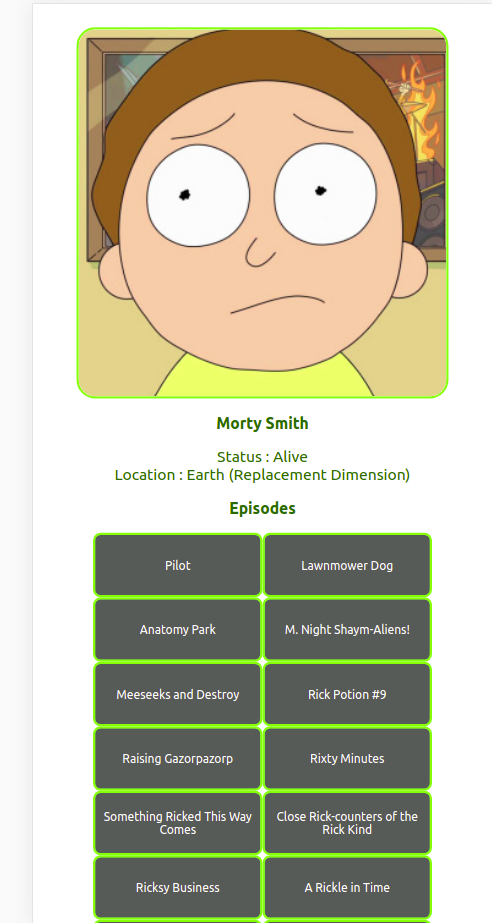 Morty Smith
Status : Alive
Location : Earth (Replacement Dimension)
Episodes
Pilot
Lawnmower Dog
Anatomy Park
M. Night Shaym-Aliens!
Meeseeks and Destroy
Rick Potion #9
Raising Gazorpazorp
Rixty Minutes
Something Ricked This Way
Comes
Close Rick-counters of the
Rick Kind
Ricksy Business
A Rickle in Time